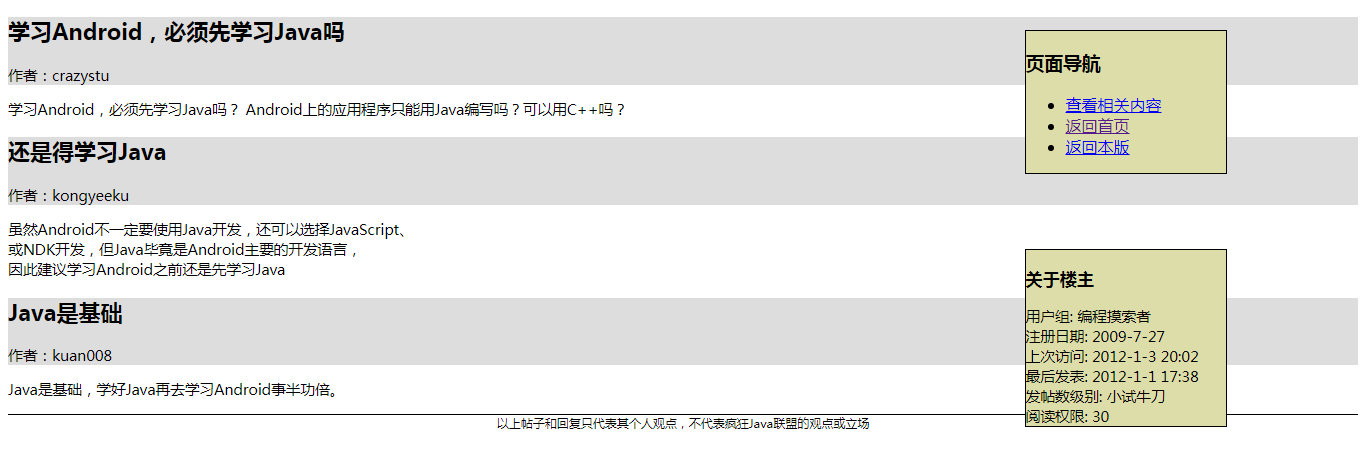 学习Android，必须先学习Java吗
作者：crazystu
学习Android，必须先学习Java吗？ Android上的应用程序只能用Java编写吗？可以用C++吗？
还是得学习Java
作者：kongyeeku
虽然Android不一定要使用Java开发，还可以选择JavaScript、
或NDK开发，但Java毕竟是Android主要的开发语言，
因此建议学习Android之前还是先学习Java
Java是基础
作者：kuan008
Java是基础，学好Java再去学习Android事半功倍。
页面导航
查看相关内容
返回首页
返回本版
关于楼主
用户组: 编程摸索者
注册日期: 2009-7-27
上次访问: 2012-1-3 20:02
最后发表: 2012-1-1 17:38
发帖数级别: 小试牛刀
阅读权限: 30
以上帖子和回复只代表其个人观点，不代表疯狂Java联盟的观点或立场